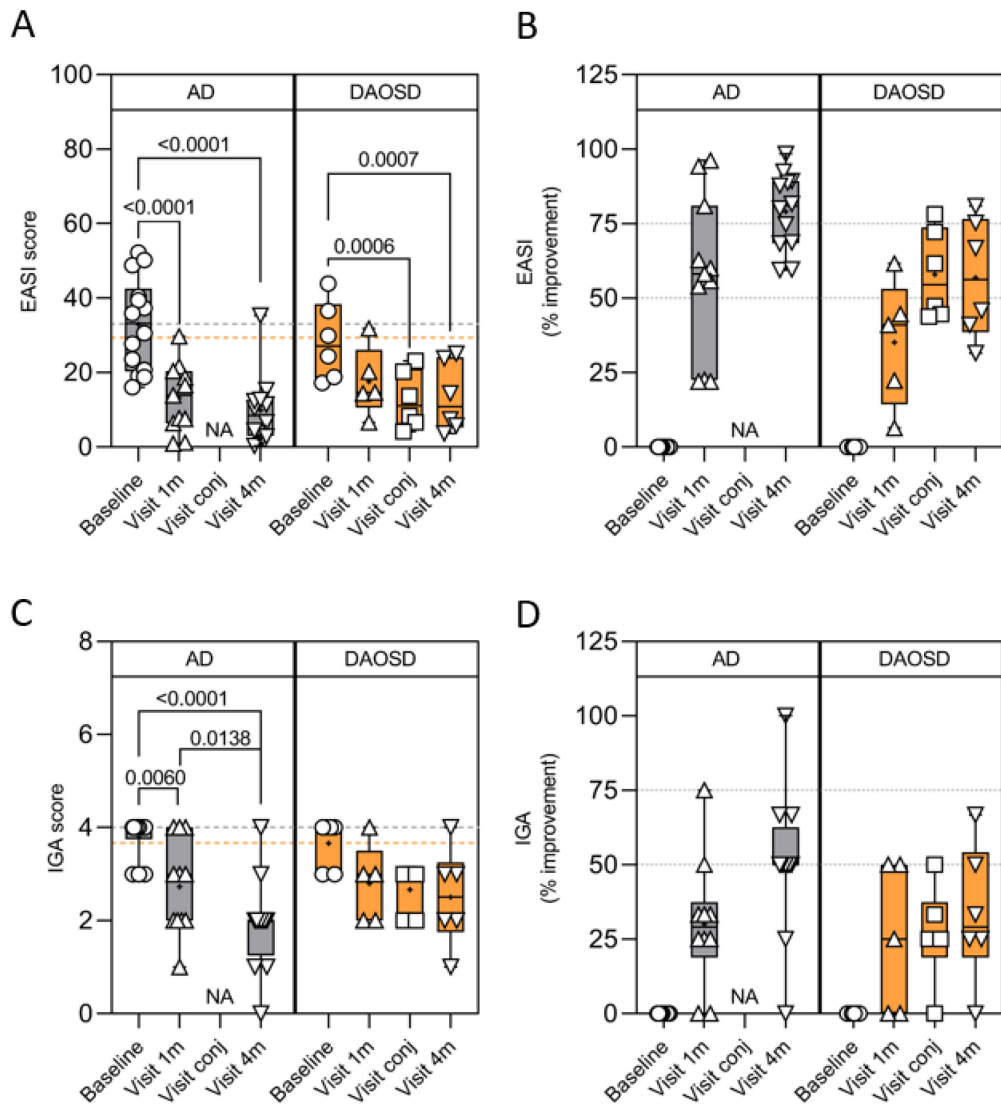 A
AD
DAOSD
EASI score
100
80
60
40
20
0
<0.0001
<0.0001
0.0007
0.0006
NA
Baseline
Visit 1m
Visit conj
Visit 4m
Baseline
Visit 1m
Visit conj
Visit 4m
B
AD
DAOSD
EASI
(% improvement)
125
100
75
50
25
0
NA
Baseline
Visit 1m
Visit conj
Visit 4m
Baseline
Visit 1m
Visit conj
Visit 4m
C
AD
DAOSD
IGA score
8
6
4
2
0
<0.0001
0.0138
0.0060
NA
Baseline
Visit 1m
Visit conj
Visit 4m
Baseline
Visit 1m
Visit conj
Visit 4m
D
AD
DAOSD
IGA
(% improvement)
125
100
75
50
25
0
NA
Baseline
Visit 1m
Visit conj
Visit 4m
Baseline
Visit 1m
Visit conj
Visit 4m